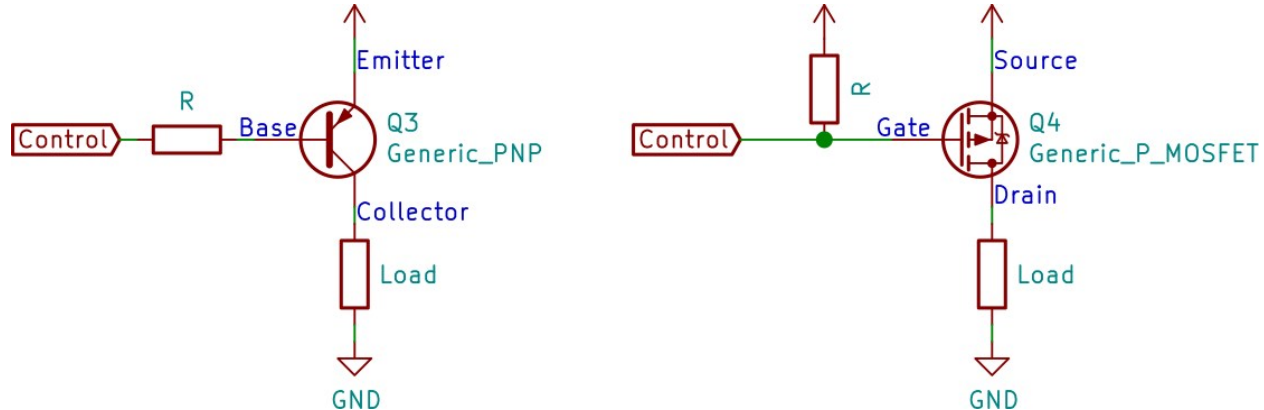 Emitter
R
Control
Base
Q3
Generic_PNP
Collector
Load
GND
Source
R
Control
Gate
Q4
Generic_P_MOSFET
Drain
Load
GND